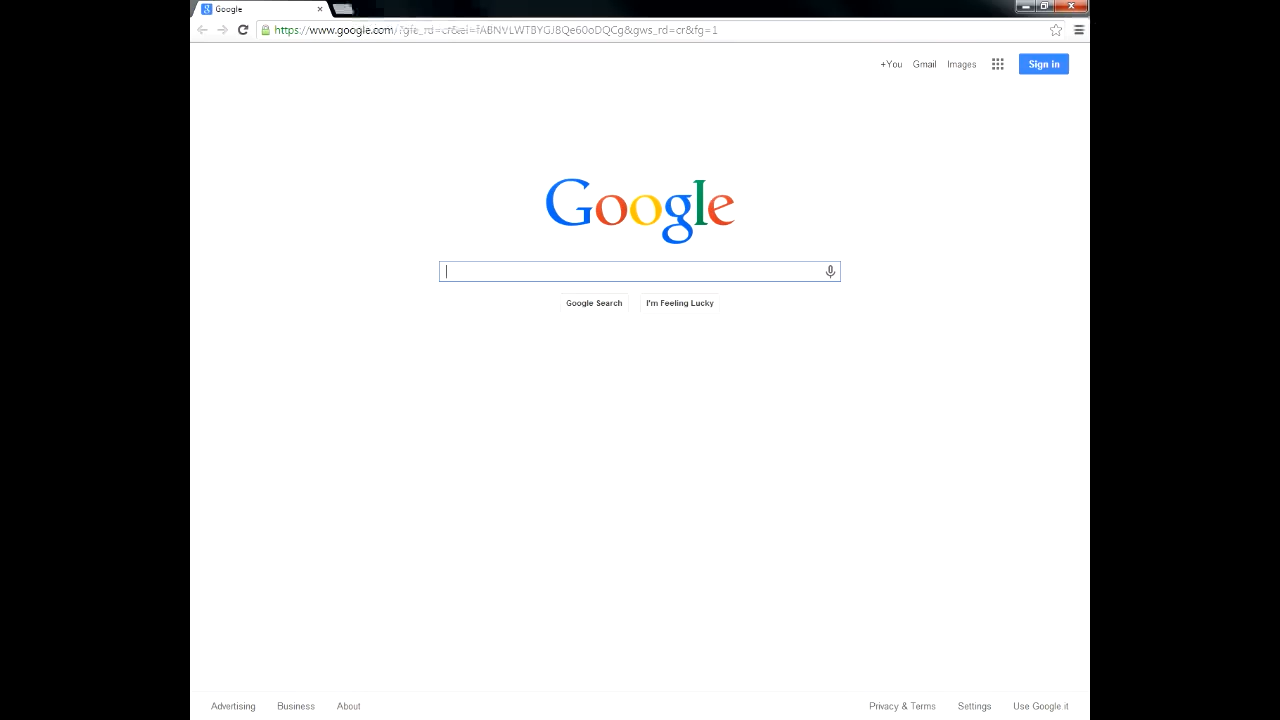 Google
https://www.google.com/?gfe_rd=cr&ei=fABNVLWTBYGJ8Qe60oDQCg&gws_rd=cr&fg=1
+You Gmail Images Sign in
Google
Google Search I'm Feeling Lucky
Advertising Business About Privacy & Terms Settings Use Google.it